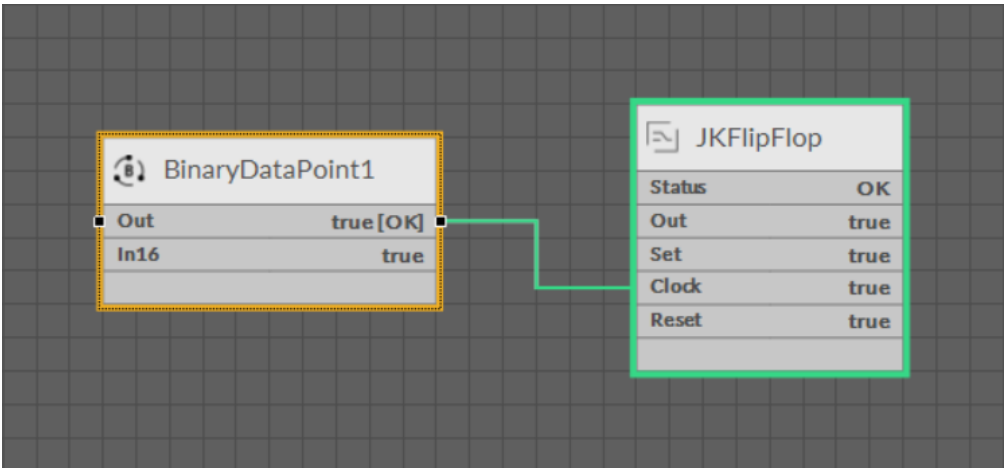 BinaryDataPoint1
Out true [OK]
In16 true
JKFlipFlop
Status OK
Out true
Set true
Clock true
Reset true